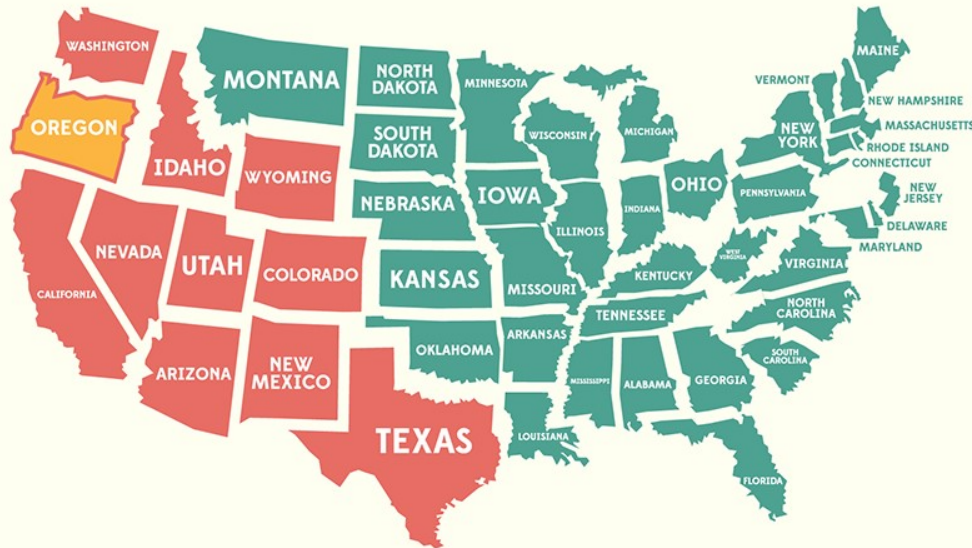 WASHINGTON
OREGON
IDAHO
MONTANA
NORTH
DAKOTA
SOUTH
DAKOTA
MINNESOTA
WISCONSIN
MICHIGAN
WYOMING
NEBRASKA
IOWA
ILLINOIS
INDIANA
OHIO
PENNSYLVANIA
NEW
YORK
VERMONT
MAINE
NEW HAMPSHIRE
MASSACHUSETTS
RHODE ISLAND
CONNECTICUT
NEW
JERSEY
DELAWARE
MARYLAND
CALIFORNIA
NEVADA
UTAH
COLORADO
KANSAS
MISSOURI
KENTUCKY
WEST
VIRGINIA
VIRGINIA
ARIZONA
NEW
MEXICO
OKLAHOMA
ARKANSAS
TENNESSEE
NORTH
CAROLINA
SOUTH
CAROLINA
TEXAS
LOUISIANA
MISSISSIPPI
ALABAMA
GEORGIA
FLORIDA